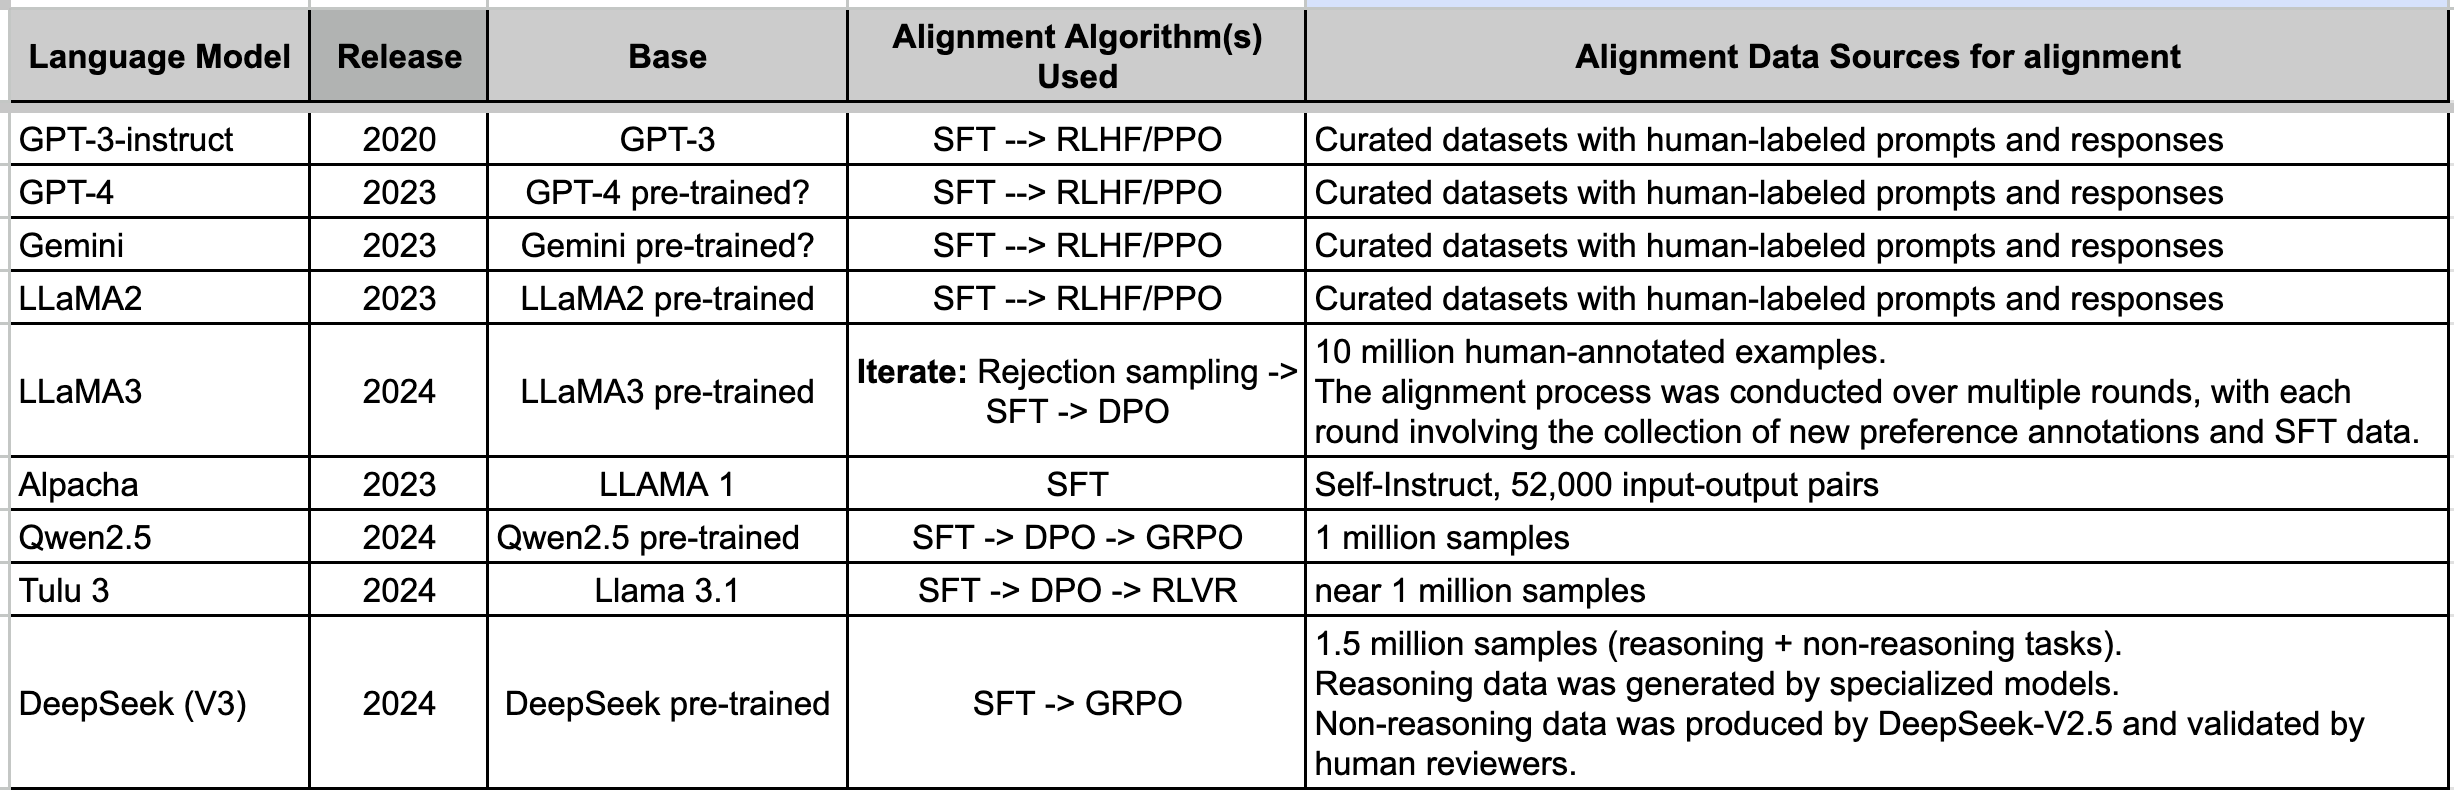 Language Model
Release
Base
Alignment Algorithm(s)
Used
Alignment Data Sources for alignment
GPT-3-instruct
2020
GPT-3
SFT --> RLHF/PPO
Curated datasets with human-labeled prompts and responses
GPT-4
2023
GPT-4 pre-trained?
SFT --> RLHF/PPO
Curated datasets with human-labeled prompts and responses
Gemini
2023
Gemini pre-trained?
SFT --> RLHF/PPO
Curated datasets with human-labeled prompts and responses
LLaMA2
2023
LLaMA2 pre-trained
SFT --> RLHF/PPO
Curated datasets with human-labeled prompts and responses
LLaMA3
2024
LLaMA3 pre-trained
Iterate: Rejection sampling ->
SFT -> DPO
10 million human-annotated examples.
The alignment process was conducted over multiple rounds, with each
round involving the collection of new preference annotations and SFT data.
Alpacha
2023
LLAMA 1
SFT
Self-Instruct, 52,000 input-output pairs
Qwen2.5
2024
Qwen2.5 pre-trained
SFT -> DPO -> GRPO
1 million samples
Tulu 3
2024
Llama 3.1
SFT -> DPO -> RLVR
near 1 million samples
DeepSeek (V3)
2024
DeepSeek pre-trained
SFT -> GRPO
1.5 million samples (reasoning + non-reasoning tasks).
Reasoning data was generated by specialized models.
Non-reasoning data was produced by DeepSeek-V2.5 and validated by
human reviewers.